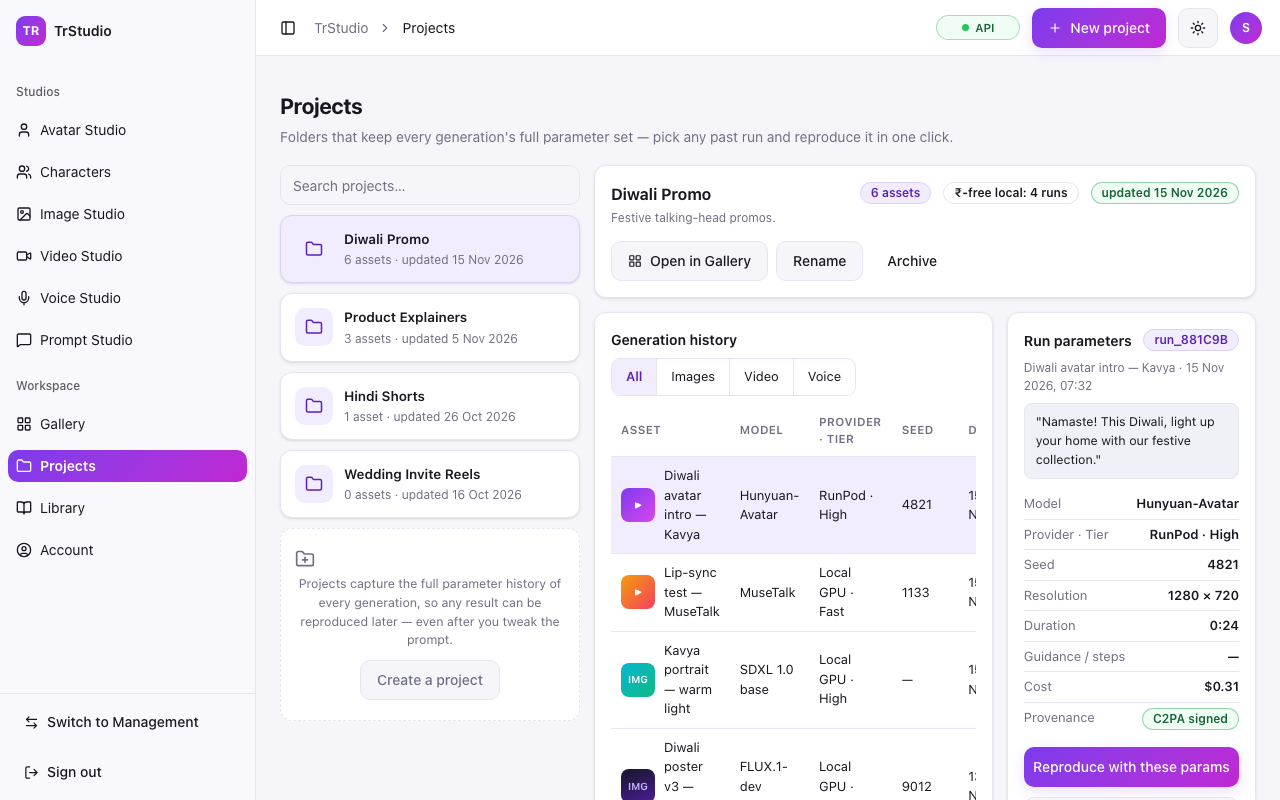 TR
TrStudio
Studios
Avatar Studio
Characters
Image Studio
Video Studio
Voice Studio
Prompt Studio
Workspace
Gallery
Projects
Library
Account
Switch to Management
Sign out
Projects
API
New project
S
Projects
Folders that keep every generation's full parameter set — pick any past run and reproduce it in one click.
Search projects...
Diwali Promo
6 assets · updated 15 Nov 2026
Product Explainers
3 assets · updated 5 Nov 2026
Hindi Shorts
1 asset · updated 26 Oct 2026
Wedding Invite Reels
0 assets · updated 16 Oct 2026
Projects capture the full parameter history of
every generation, so any result can be
reproduced later — even after you tweak the
prompt.
Create a project
Diwali Promo
6 assets
₹-free local: 4 runs
updated 15 Nov 2026
Festive talking-head promos.
Open in Gallery
Rename
Archive
Generation history
All
Images
Video
Voice
ASSET
MODEL
PROVIDER
· TIER
SEED
Diwali
avatar
intro —
Kavya
Hunyuan-
Avatar
RunPod ·
High
4821
Lip-sync
test —
MuseTalk
MuseTalk
Local
GPU ·
Fast
1133
IMG
Kavya
portrait
— warm
light
SDXL 1.0
base
Local
GPU ·
High
—
IMG
Diwali
poster
v3 —
FLUX.1-
dev
Local
GPU ·
9012
Run parameters
run_881C9B
Diwali avatar intro — Kavya · 15 Nov
2026, 07:32
"Namaste! This Diwali, light up
your home with our festive
collection."
Model
Hunyuan-Avatar
Provider · Tier
RunPod · High
Seed
4821
Resolution
1280 × 720
Duration
0:24
Guidance / steps
—
Cost
$0.31
Provenance
C2PA signed
Reproduce with these params